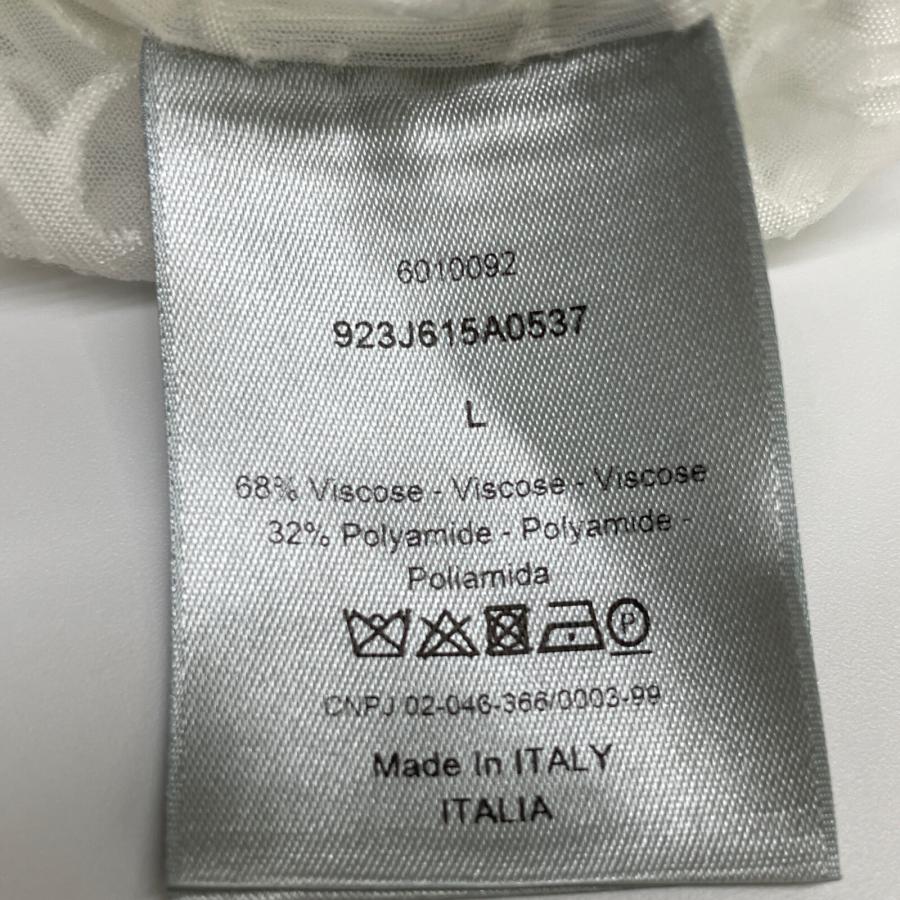 6010092
923J615A0537
L
68% Viscose - Viscose - Viscose
32% Polyamide - Polyamide -
Poliamida
P
CNPJ 02-046-366/0003-99
Made In ITALY
ITALIA